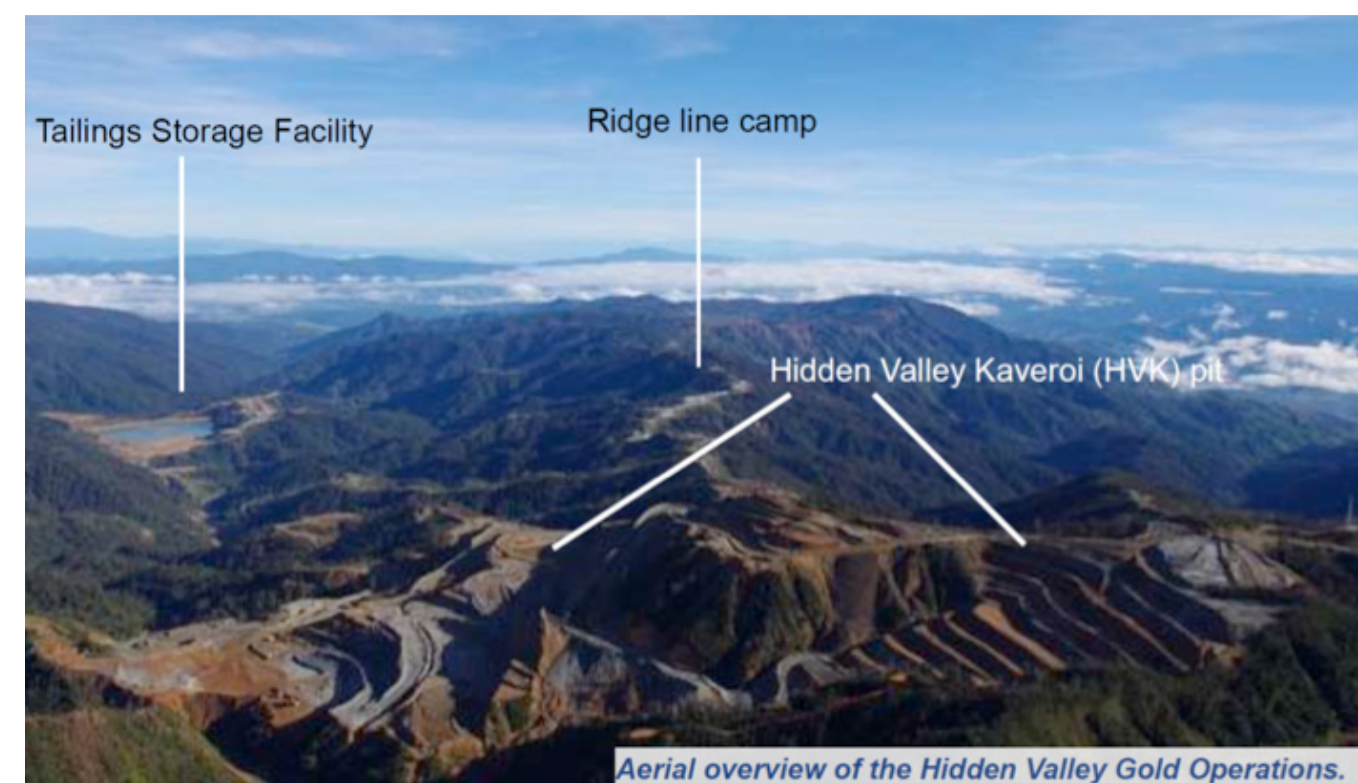 Tailings Storage Facility
Ridge line camp
Hidden Valley Kaveroi (HVK) pit
Aerial overview of the Hidden Valley Gold Operations.